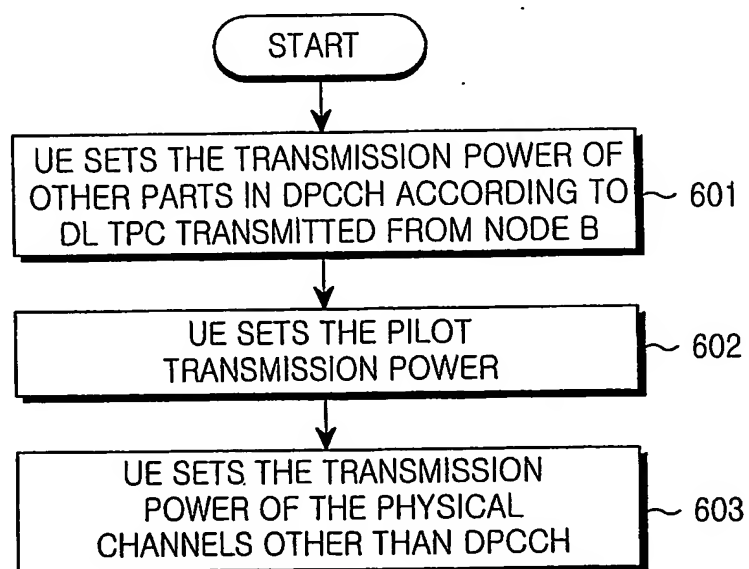 START
UE SETS THE TRANSMISSION POWER OF
OTHER PARTS IN DPCCH ACCORDING TO
DL TPC TRANSMITTED FROM NODE B
601
UE SETS THE PILOT
TRANSMISSION POWER
602
UE SETS THE TRANSMISSION
POWER OF THE PHYSICAL
CHANNELS OTHER THAN DPCCH
603